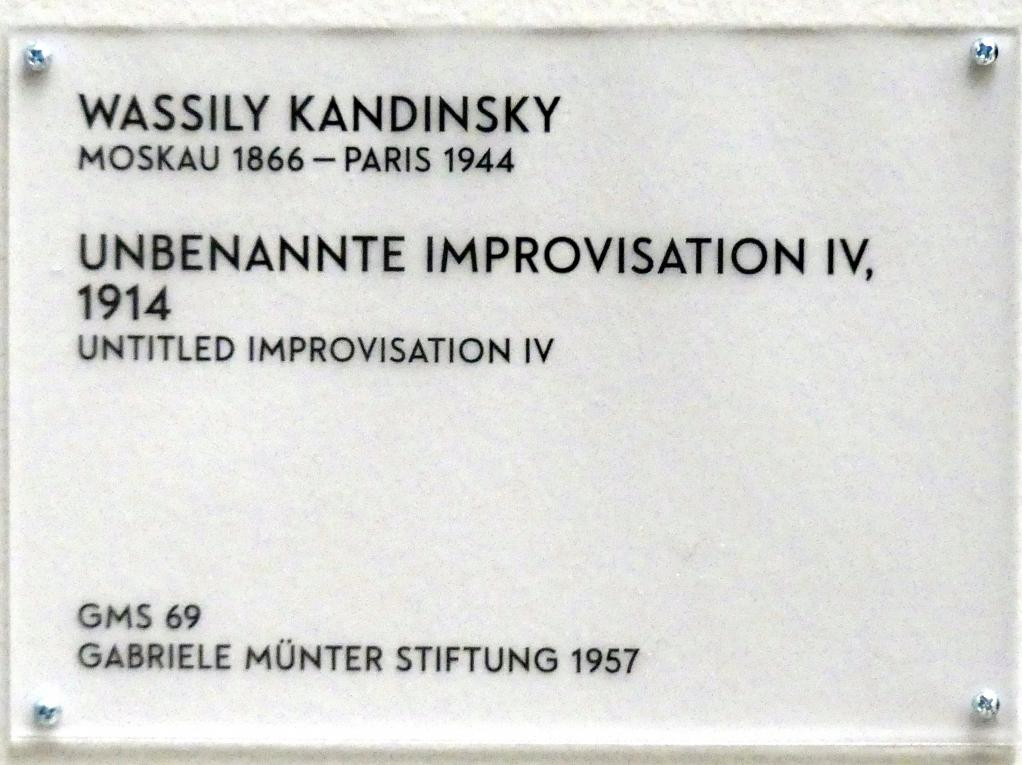 WASSILY KANDINSKY
MOSKAU 1866 – PARIS 1944
UNBENANNTE IMPROVISATION IV,
1914
UNTITLED IMPROVISATION IV
GMS 69
GABRIELE MÜNTER STIFTUNG 1957